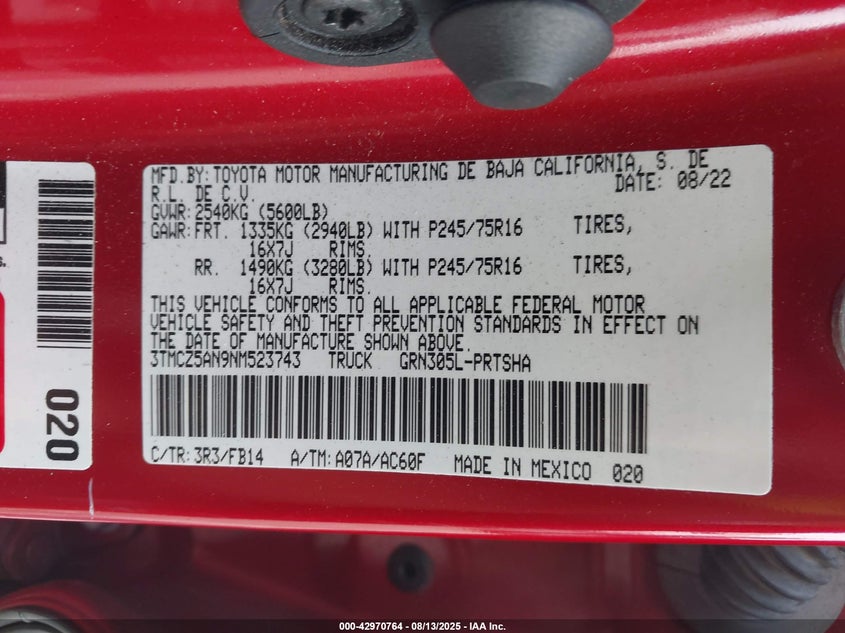 MFD.BY:TOYOTA MOTOR MANUFACTURING DE BAJA CALIFORNIA, S. DE
R.L. DE C.V. DATE: 08/22
GVWR:2540KG (5600LB)
GAWR:FRT. 1335KG (2940LB) WITH P245/75R16 TIRES,
16X7J RIMS.
RR. 1490KG (3280LB) WITH P245/75R16 TIRES,
16X7J RIMS.
THIS VEHICLE CONFORMS TO ALL APPLICABLE FEDERAL MOTOR
VEHICLE SAFETY AND THEFT PREVENTION STANDARDS IN EFFECT ON
THE DATE OF MANUFACTURE SHOWN ABOVE.
3TMCZ5AN9NM523743 TRUCK GRN305L-PRTSHA
C/TR:3R3/FB14 A/TM:A07A/AC60F MADE IN MEXICO 020
020
s.
000-42970764 - 08/13/2025 - IAA Inc.